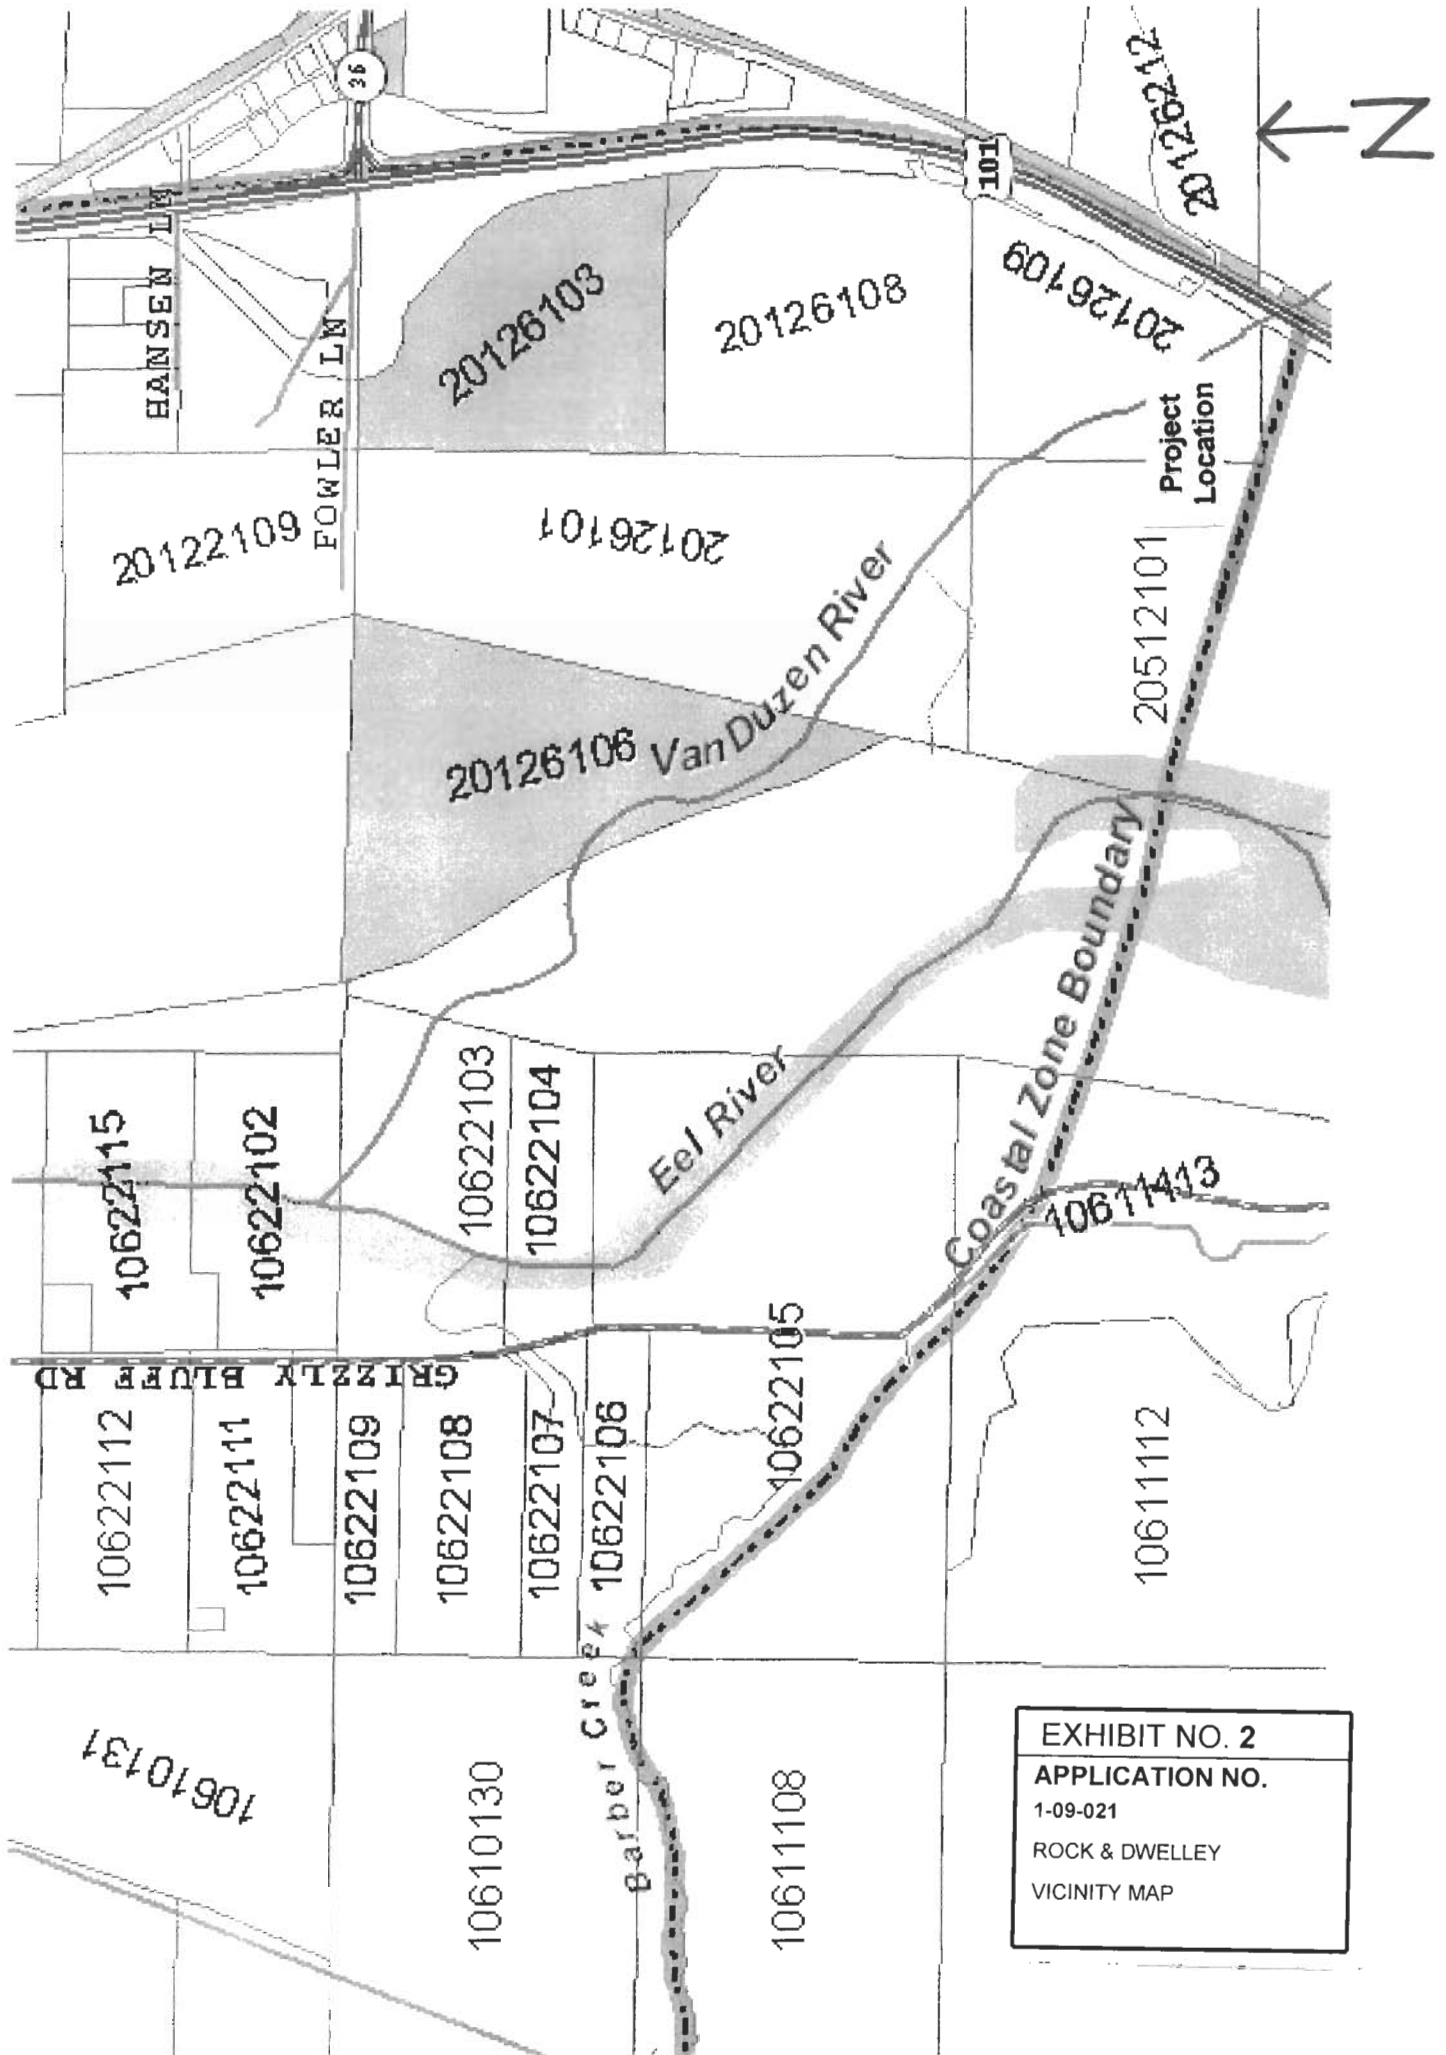 36
HANSEN LN
FOWLER LN
101
N
20126212
20126103
20126108
20126109
Project
Location
20122109
20126101
Van Duzen River
20512101
20126106
Coastal Zone Boundary
10622115
10622102
10622103
10622104
Eel River
10611413
GRIZZLY BLUFF RD
10622105
10622112
10622111
10622109
10622108
10622107
10622106
10611112
Barber Creek
10610131
10610130
10611108
EXHIBIT NO. 2
APPLICATION NO.
1-09-021
ROCK & DWELLEY
VICINITY MAP